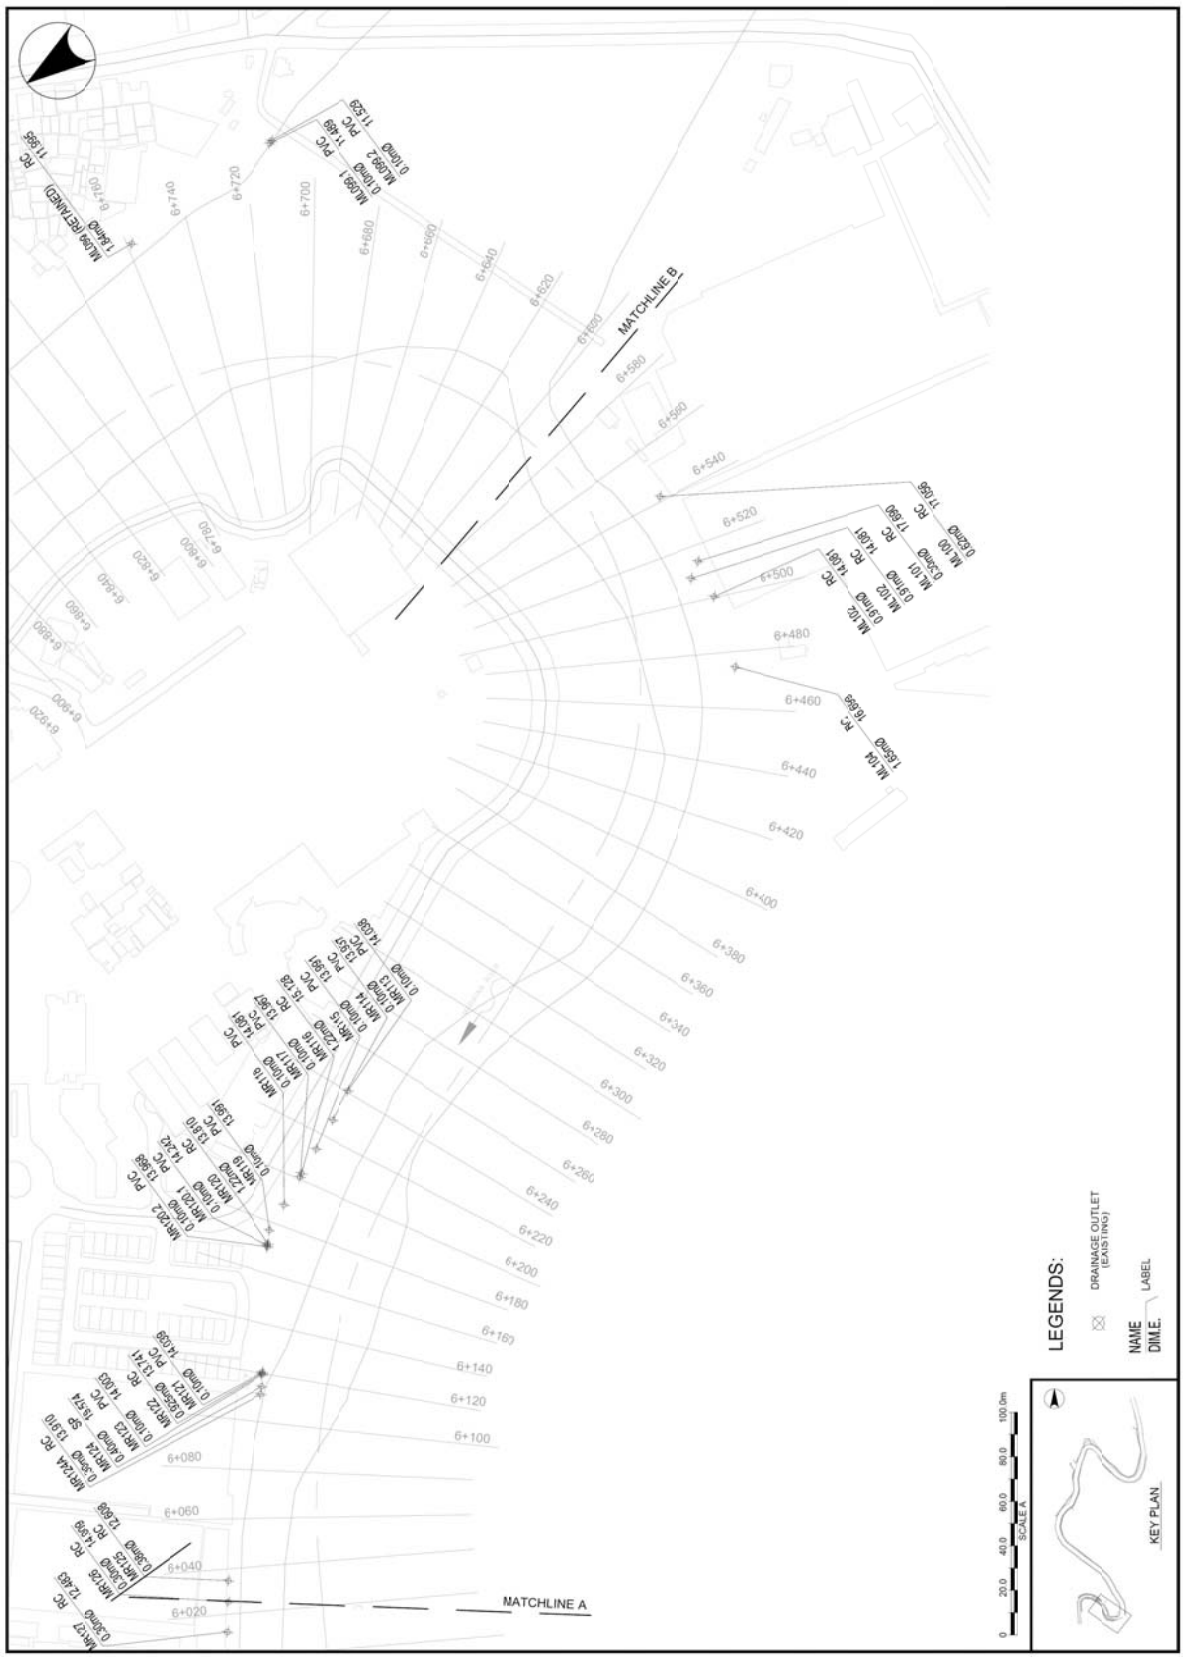 ML099 (RETAINED) RC
1.84mØ 11.995
ML099.1 PVC
0.10mØ 11.489
ML099.2 PVC
0.10mØ 11.529
6+760
6+740
6+720
6+700
6+680
6+660
6+640
6+620
6+600
6+580
6+560
6+540
6+520
6+500
6+480
6+460
6+440
6+420
6+400
6+380
6+360
6+340
6+320
6+300
6+280
6+260
6+240
6+220
6+200
6+180
6+160
6+140
6+120
6+100
6+080
6+060
6+040
6+020
6+780
6+800
6+820
6+840
6+860
6+880
6+900
6+920
MATCHLINE B
ML100 RC
0.62mØ 17.056
ML101 RC
0.30mØ 17.690
ML102 RC
0.91mØ 14.081
ML102 RC
0.91mØ 14.081
ML104 RC
1.65mØ 16.699
MR113 PVC
0.10mØ 14.038
MR114 PVC
0.10mØ 13.937
MR115 PVC
0.10mØ 13.991
MR116 RC
1.22mØ 15.128
MR117 PVC
0.10mØ 13.967
MR118 PVC
0.10mØ 14.081
MR119 PVC
0.10mØ 13.991
MR120 RC
1.22mØ 13.810
MR120.1 PVC
0.10mØ 14.242
MR120.2 PVC
0.10mØ 13.968
MR121 PVC
0.10mØ 14.039
MR122 RC
0.925mØ 13.741
MR123 PVC
0.10mØ 14.003
MR124 SP
0.40mØ
MR124A RC
13.910
MR125 RC
0.38mØ 12.608
MR126 RC
0.30mØ 14.909
MR127 RC
0.30mØ 12.483
MATCHLINE A
LEGENDS:
DRAINAGE OUTLET
(EXISTING)
NAME
DIM.E.
LABEL
0 20.0 40.0 60.0 80.0 100.0m
SCALE A
KEY PLAN